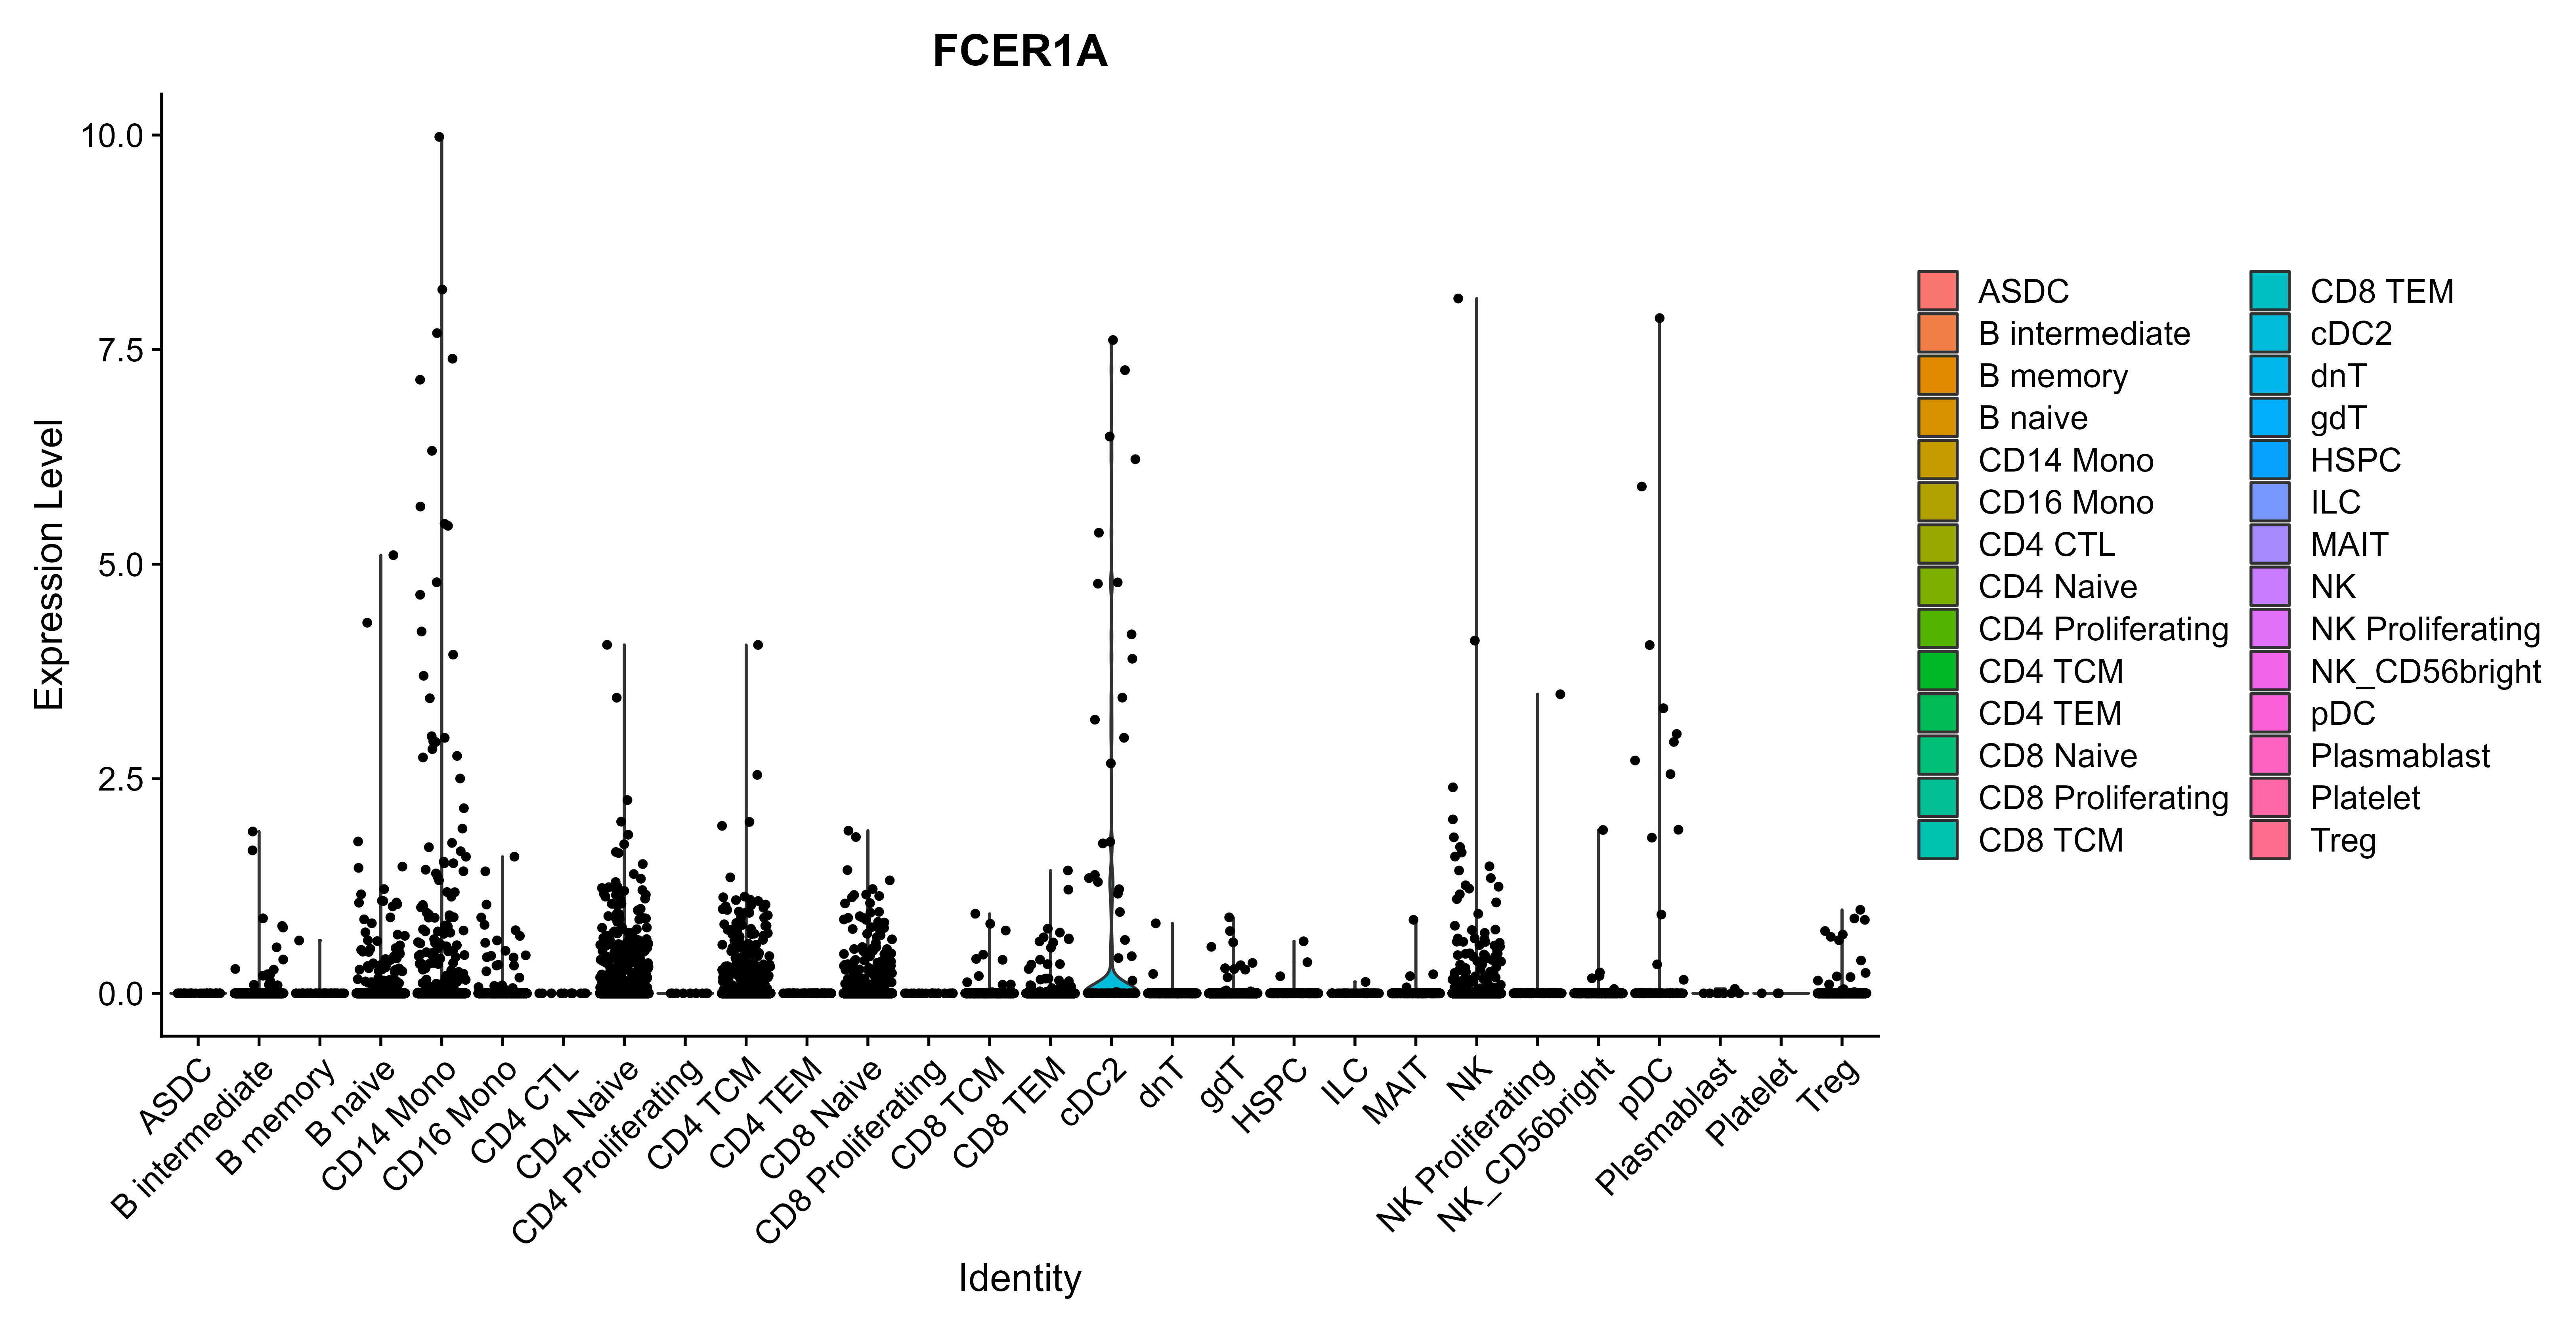 FCER1A
Expression Level
10.0
7.5
5.0
2.5
0.0
ASDC
B intermediate
B memory
B naive
CD14 Mono
CD16 Mono
CD4 CTL
CD4 Naive
CD4 Proliferating
CD4 TCM
CD4 TEM
CD8 Naive
CD8 Proliferating
CD8 TCM
CD8 TEM
cDC2
dnT
gdT
HSPC
ILC
MAIT
NK
NK Proliferating
NK_CD56bright
pDC
Plasmablast
Platelet
Treg
Identity
ASDC
B intermediate
B memory
B naive
CD14 Mono
CD16 Mono
CD4 CTL
CD4 Naive
CD4 Proliferating
CD4 TCM
CD4 TEM
CD8 Naive
CD8 Proliferating
CD8 TCM
CD8 TEM
cDC2
dnT
gdT
HSPC
ILC
MAIT
NK
NK Proliferating
NK_CD56bright
pDC
Plasmablast
Platelet
Treg